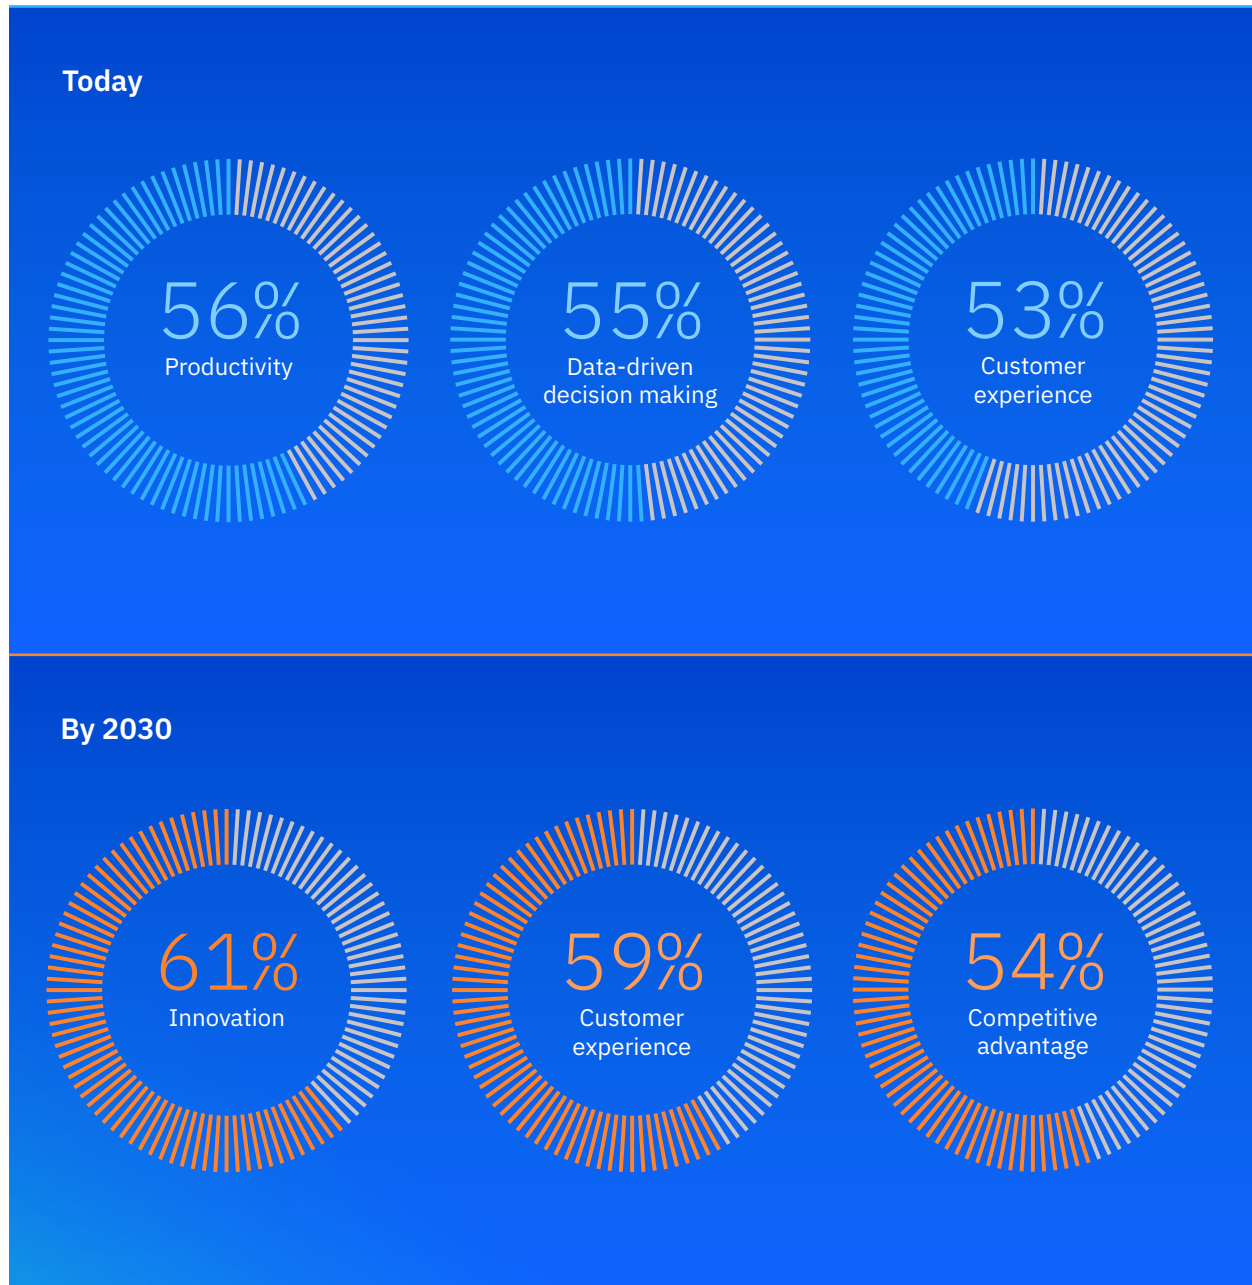 Today
56%
Productivity
55%
Data-driven
decision making
53%
Customer
experience
By 2030
61%
Innovation
59%
Customer
experience
54%
Competitive
advantage